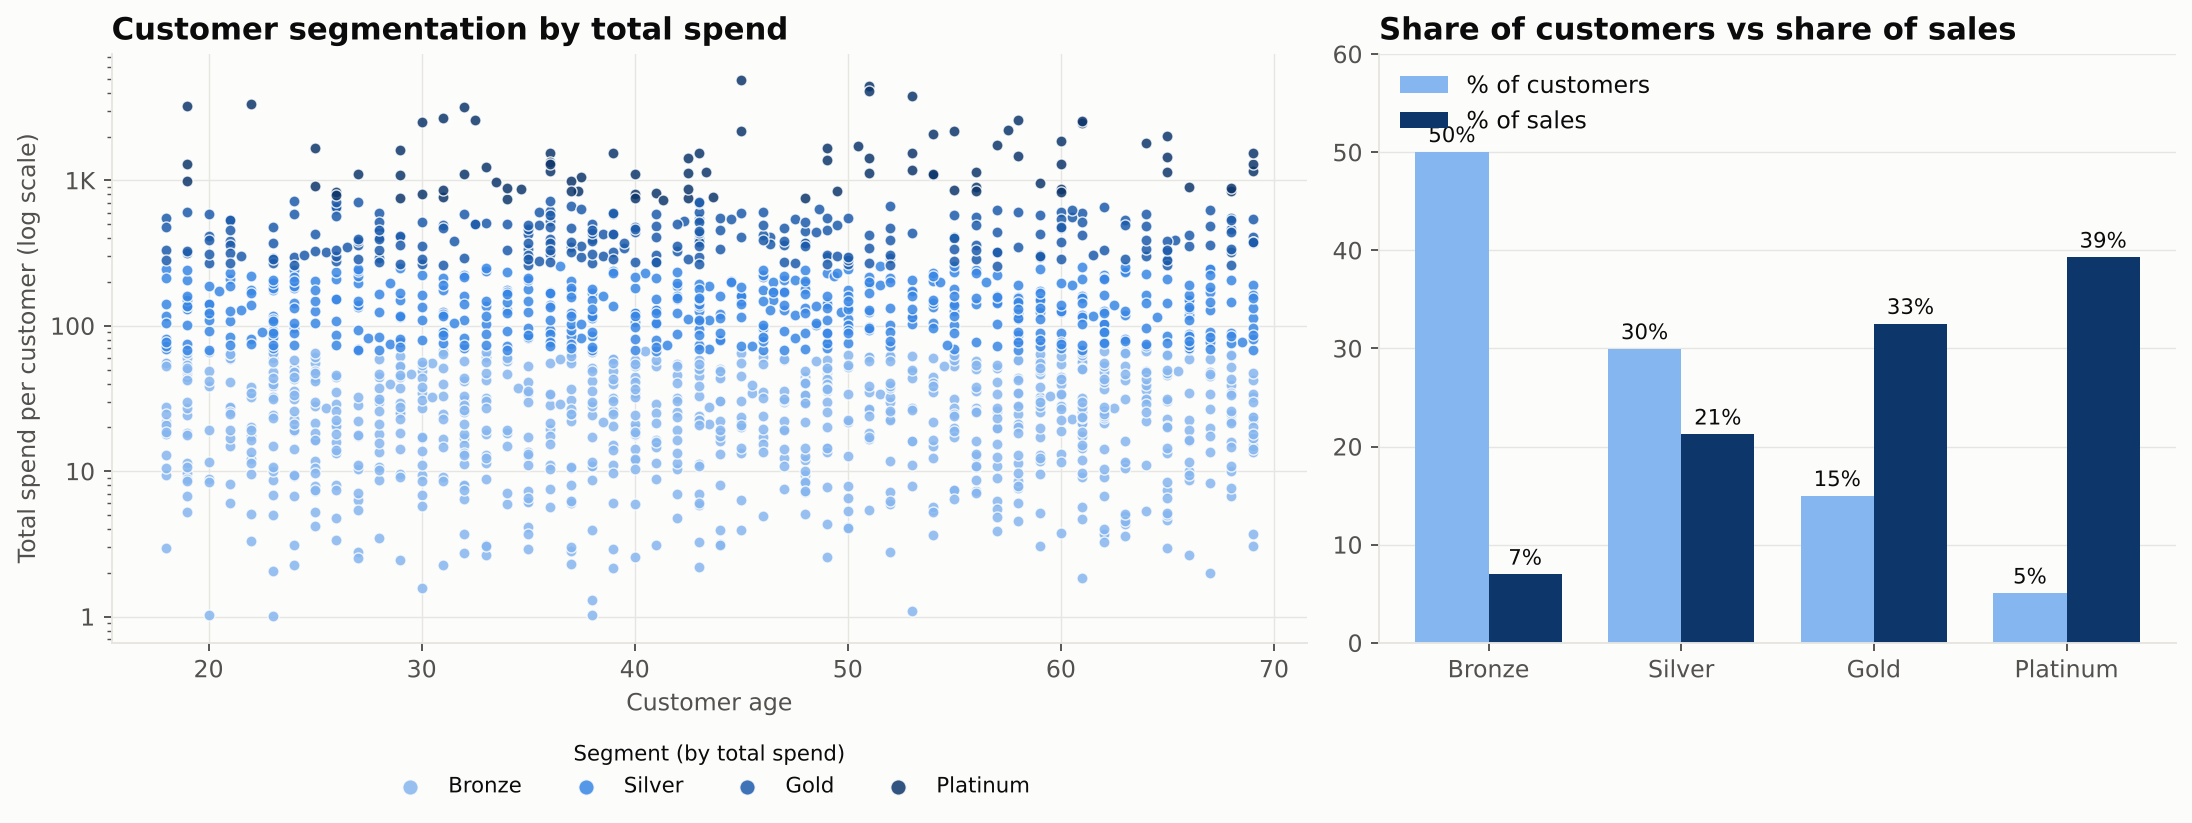 Customer segmentation by total spend
Total spend per customer (log scale)
1K
100
10
1
20 30 40 50 60 70
Customer age
Segment (by total spend)
Bronze Silver Gold Platinum
Share of customers vs share of sales
% of customers
% of sales
60
50
40
30
20
10
0
50%
7%
30%
21%
15%
33%
5%
39%
Bronze Silver Gold Platinum